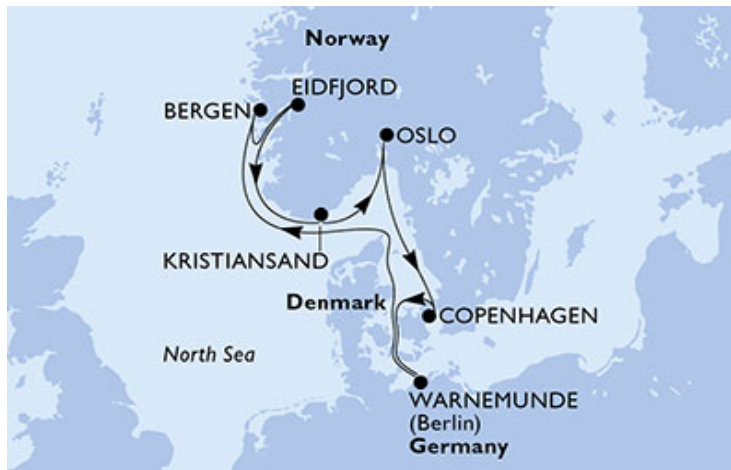 Norway
EIDFJORD
BERGEN
OSLO
KRISTIANSAND
Denmark
COPENHAGEN
North Sea
WARNEMUNDE
(Berlin)
Germany